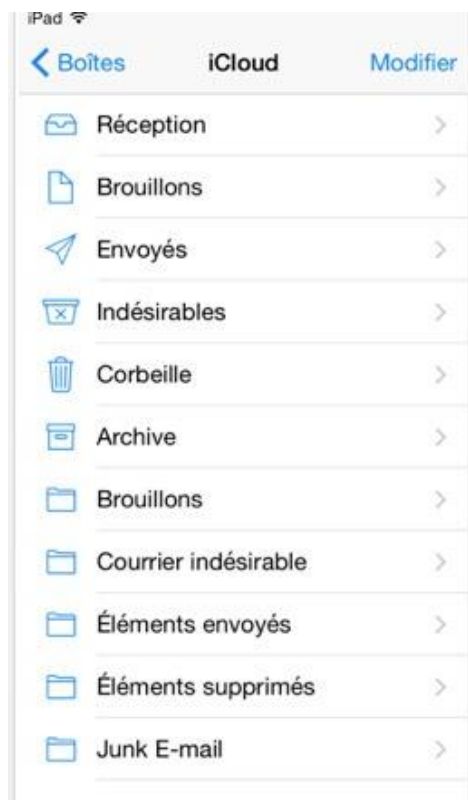 iPad
Boîtes iCloud Modifier
Réception
Brouillons
Envoyés
Indésirables
Corbeille
Archive
Brouillons
Courrier indésirable
Éléments envoyés
Éléments supprimés
Junk E-mail